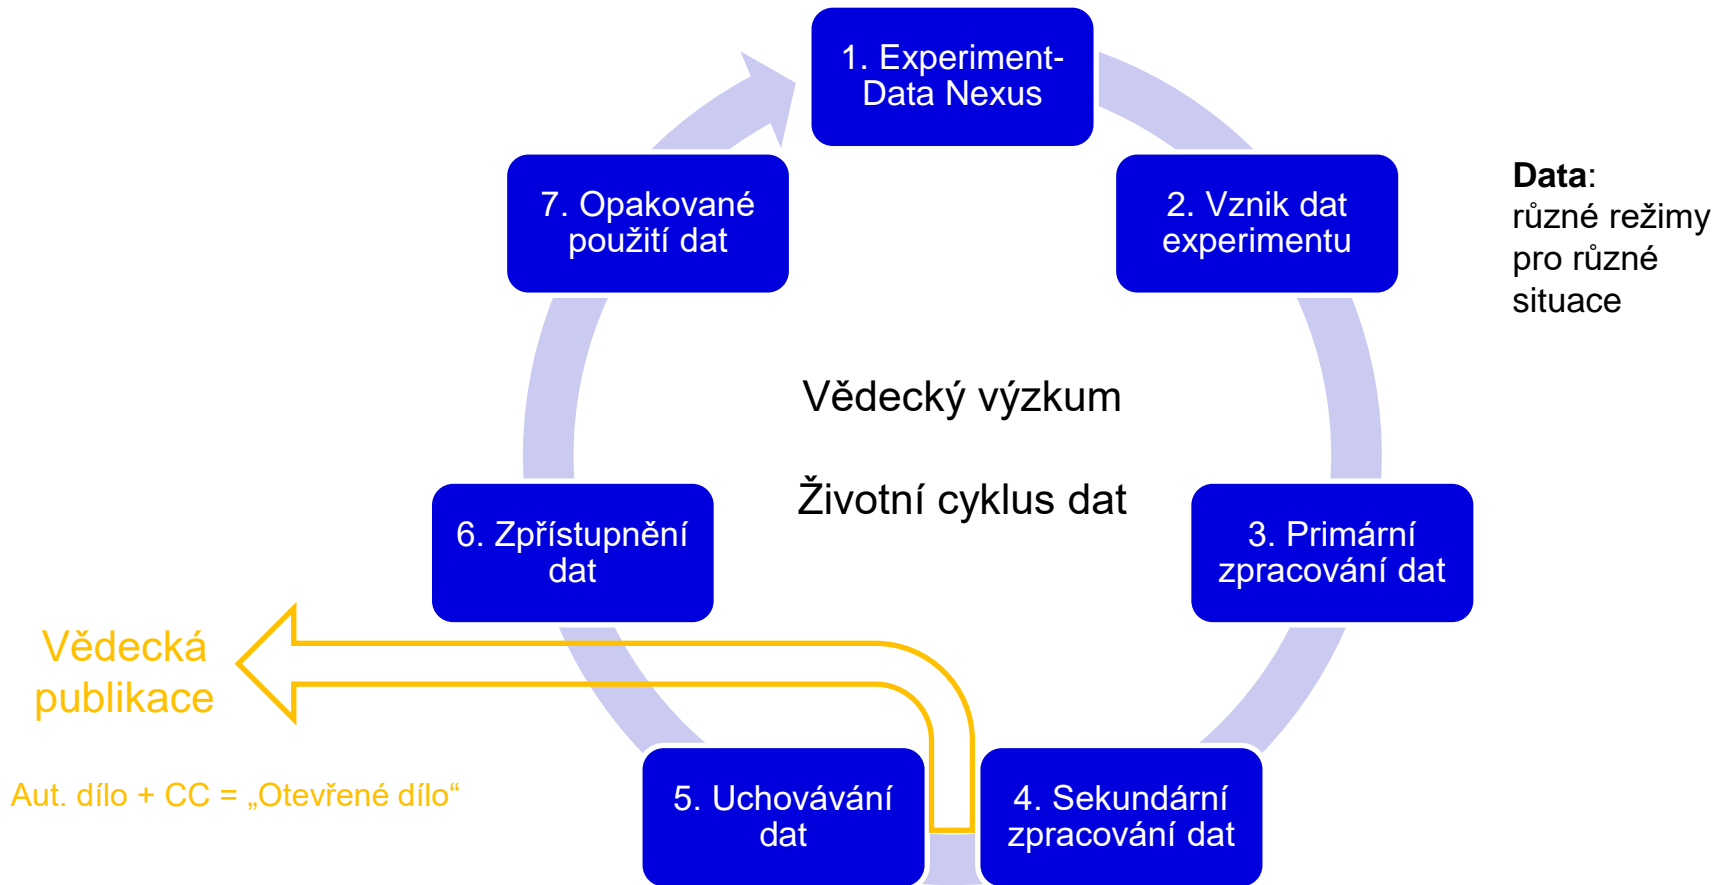 1. Experiment-
Data Nexus
2. Vznik dat
experimentu
Data:
různé režimy
pro různé
situace
7. Opakované
použití dat
Vědecký výzkum
Životní cyklus dat
3. Primární
zpracování dat
6. Zpřístupnění
dat
Vědecká
publikace
Aut. dílo + CC = „Otevřené dílo“
5. Uchovávání
dat
4. Sekundární
zpracování dat